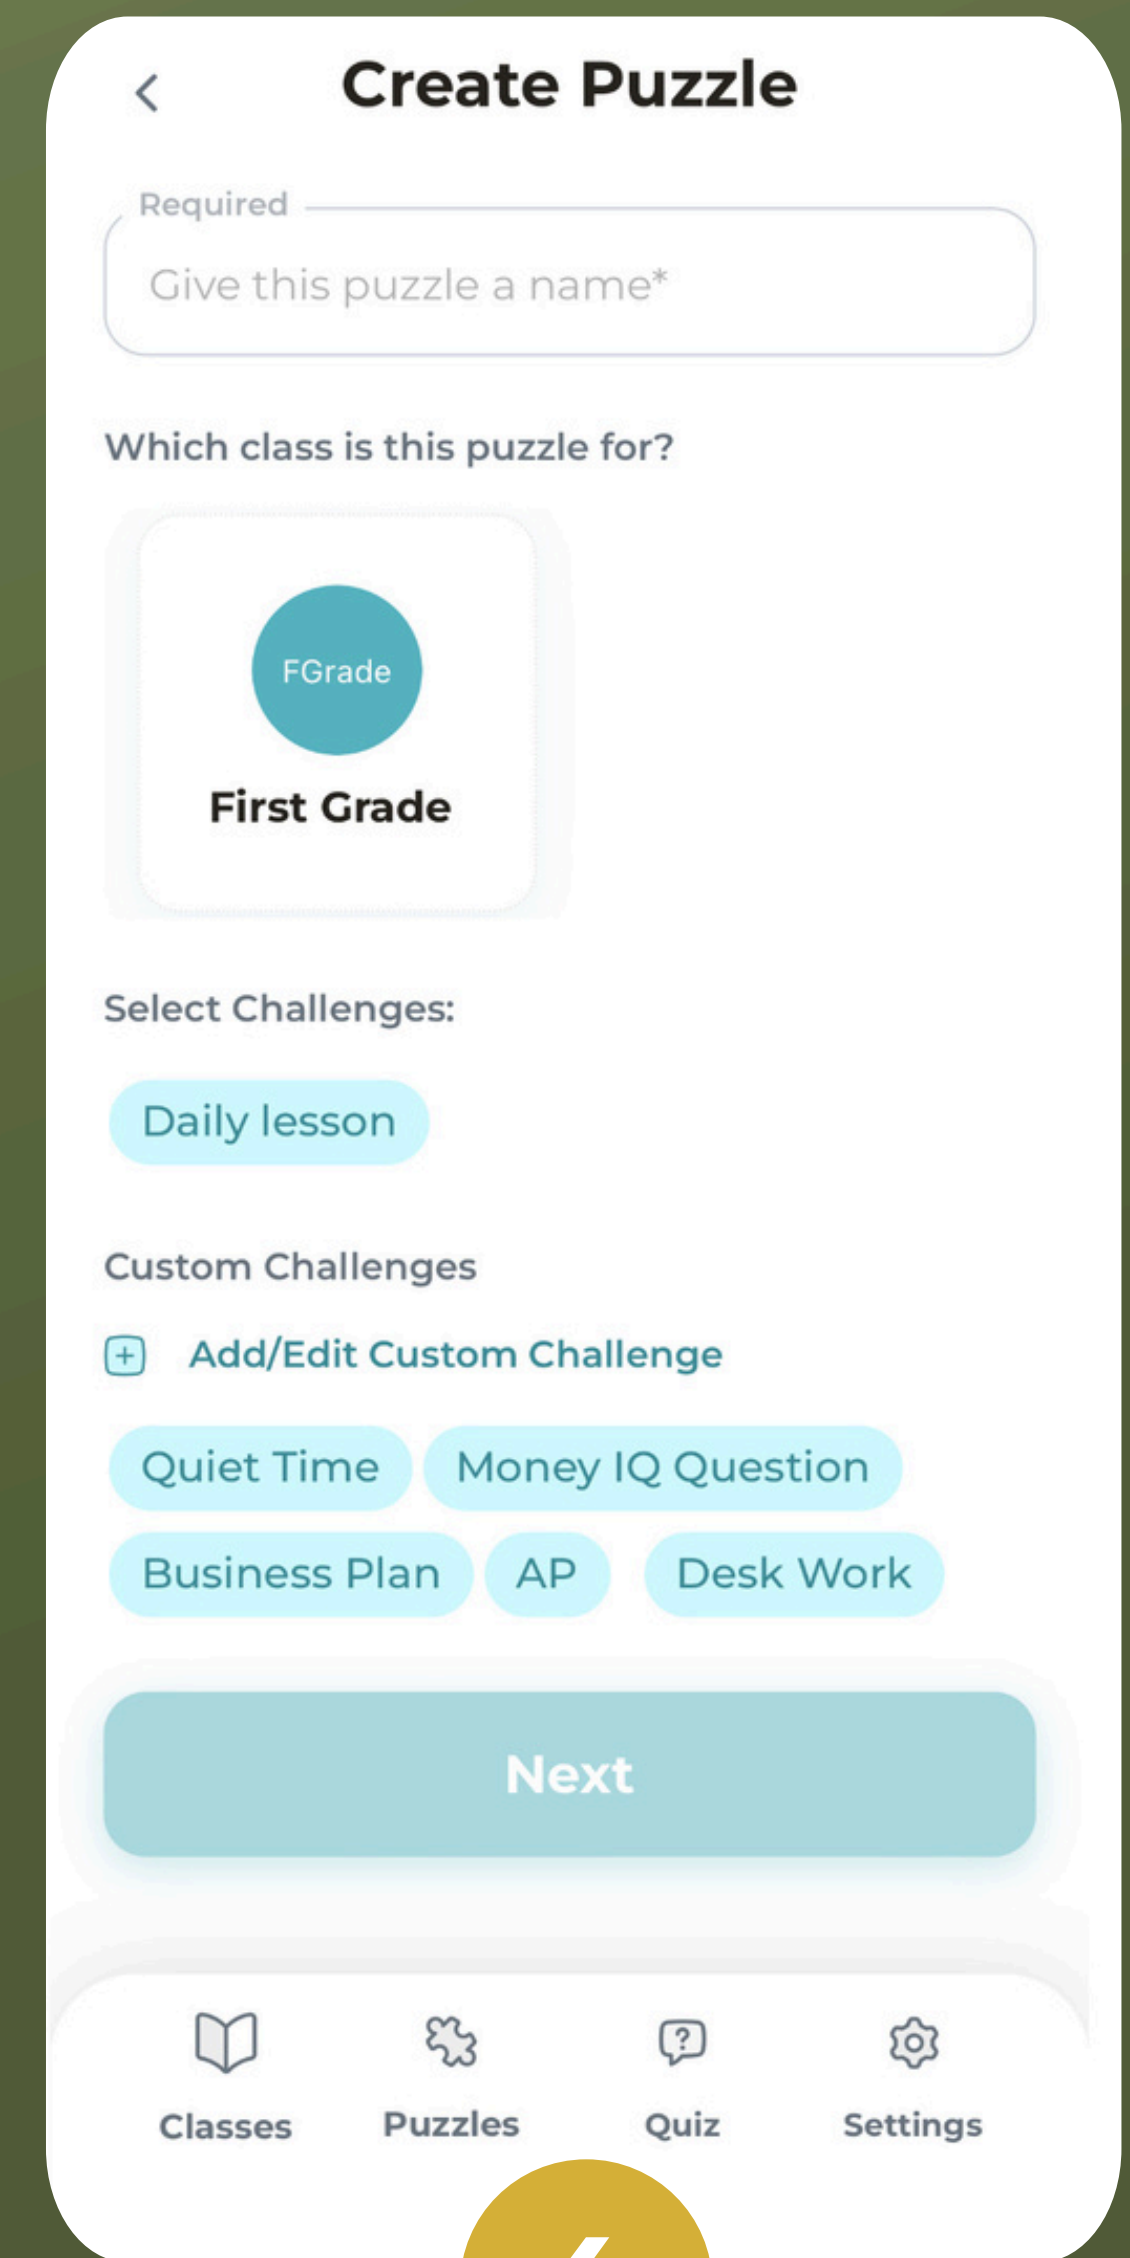 Create Puzzle
Required
Give this puzzle a name*
Which class is this puzzle for?
FGrade
First Grade
Select Challenges:
Daily lesson
Custom Challenges
Add/Edit Custom Challenge
Quiet Time Money IQ Question
Business Plan AP Desk Work
Next
Classes Puzzles Quiz Settings